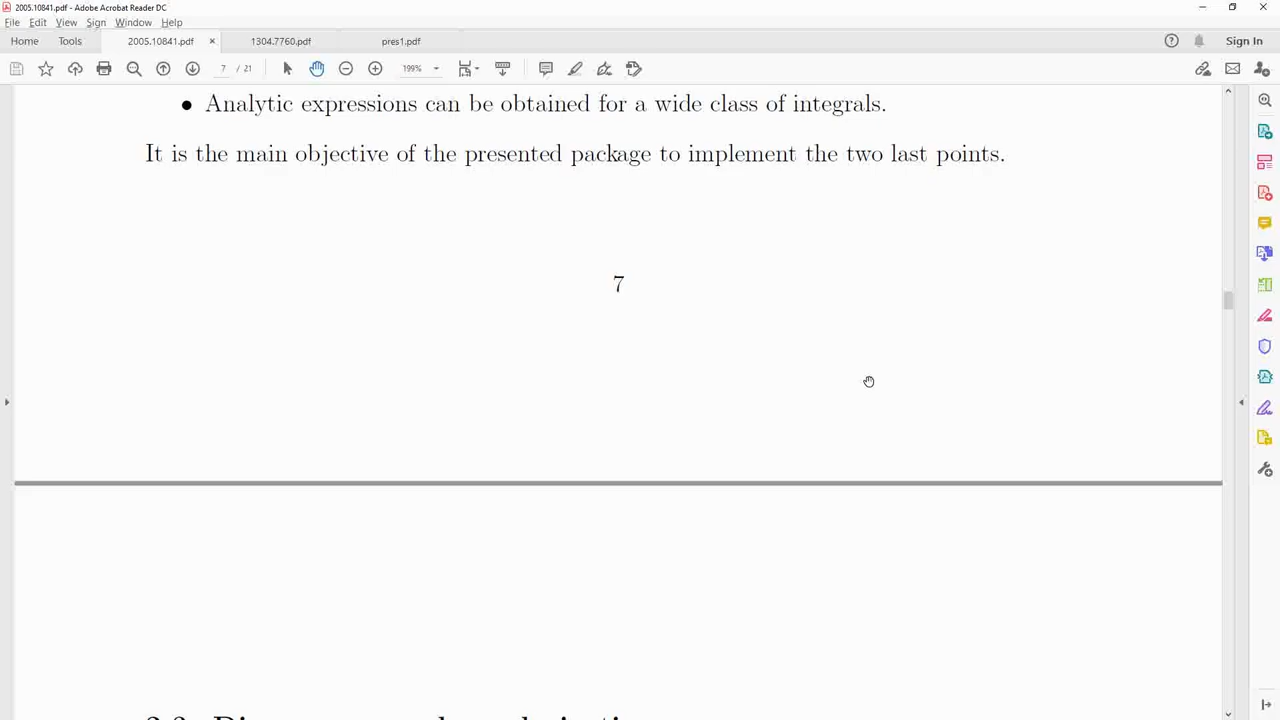 2005.10841.pdf - Adobe Acrobat Reader DC
File Edit View Sign Window Help
Home Tools 2005.10841.pdf × 1304.7760.pdf pres1.pdf Sign In
7 / 21 199%
• Analytic expressions can be obtained for a wide class of integrals.
It is the main objective of the presented package to implement the two last points.
7